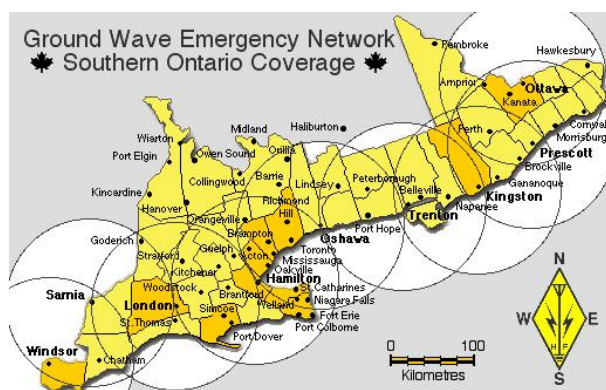 Ground Wave Emergency Network
Southern Ontario Coverage
Pembroke
Hawkesbury
Arnprior
Ottawa
Kanata
Cornwall
Morrisburg
Perth
Prescott
Brockville
Gananoque
Kingston
Napanee
Haliburton
Midland
Orillia
Wiarton
Owen Sound
Port Elgin
Collingwood
Barrie
Lindsey
Peterborough
Belleville
Trenton
Kincardine
Hanover
Orangeville
Richmond
Hill
Port Hope
Oshawa
Brampton
Toronto
Goderich
Guelph
Acton
Mississauga
Stratford
Kitchener
Oakville
Hamilton
Woodstock
Brantford
St. Catharines
Sarnia
London
Welland
Niagara Falls
Simcoe
St. Thomas
Fort Erie
Port Colborne
Port Dover
Windsor
Chatham
0
100
Kilometres
N
W
E
H F
S